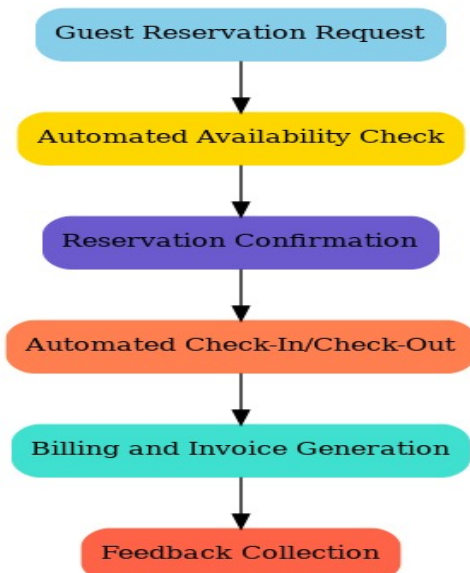 Guest Reservation Request
Automated Availability Check
Reservation Confirmation
Automated Check-In/Check-Out
Billing and Invoice Generation
Feedback Collection